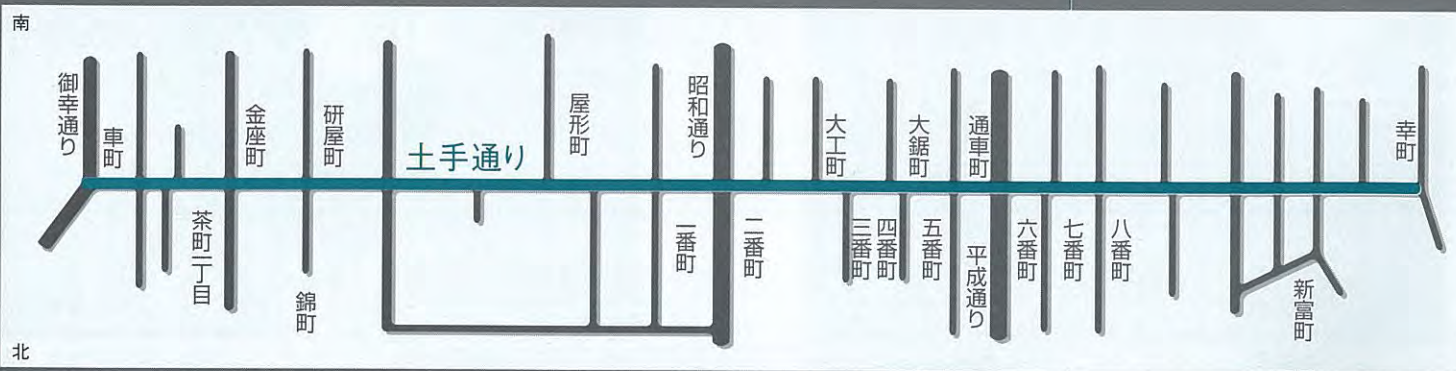 南
御幸通り
車町
茶町二丁目
金座町
錦町
研屋町
土手通り
屋形町
一番町
昭和通り
二番町
大工町
三番町
四番町
大鋸町
五番町
通車町
平成通り
六番町
七番町
八番町
新富町
幸町
北